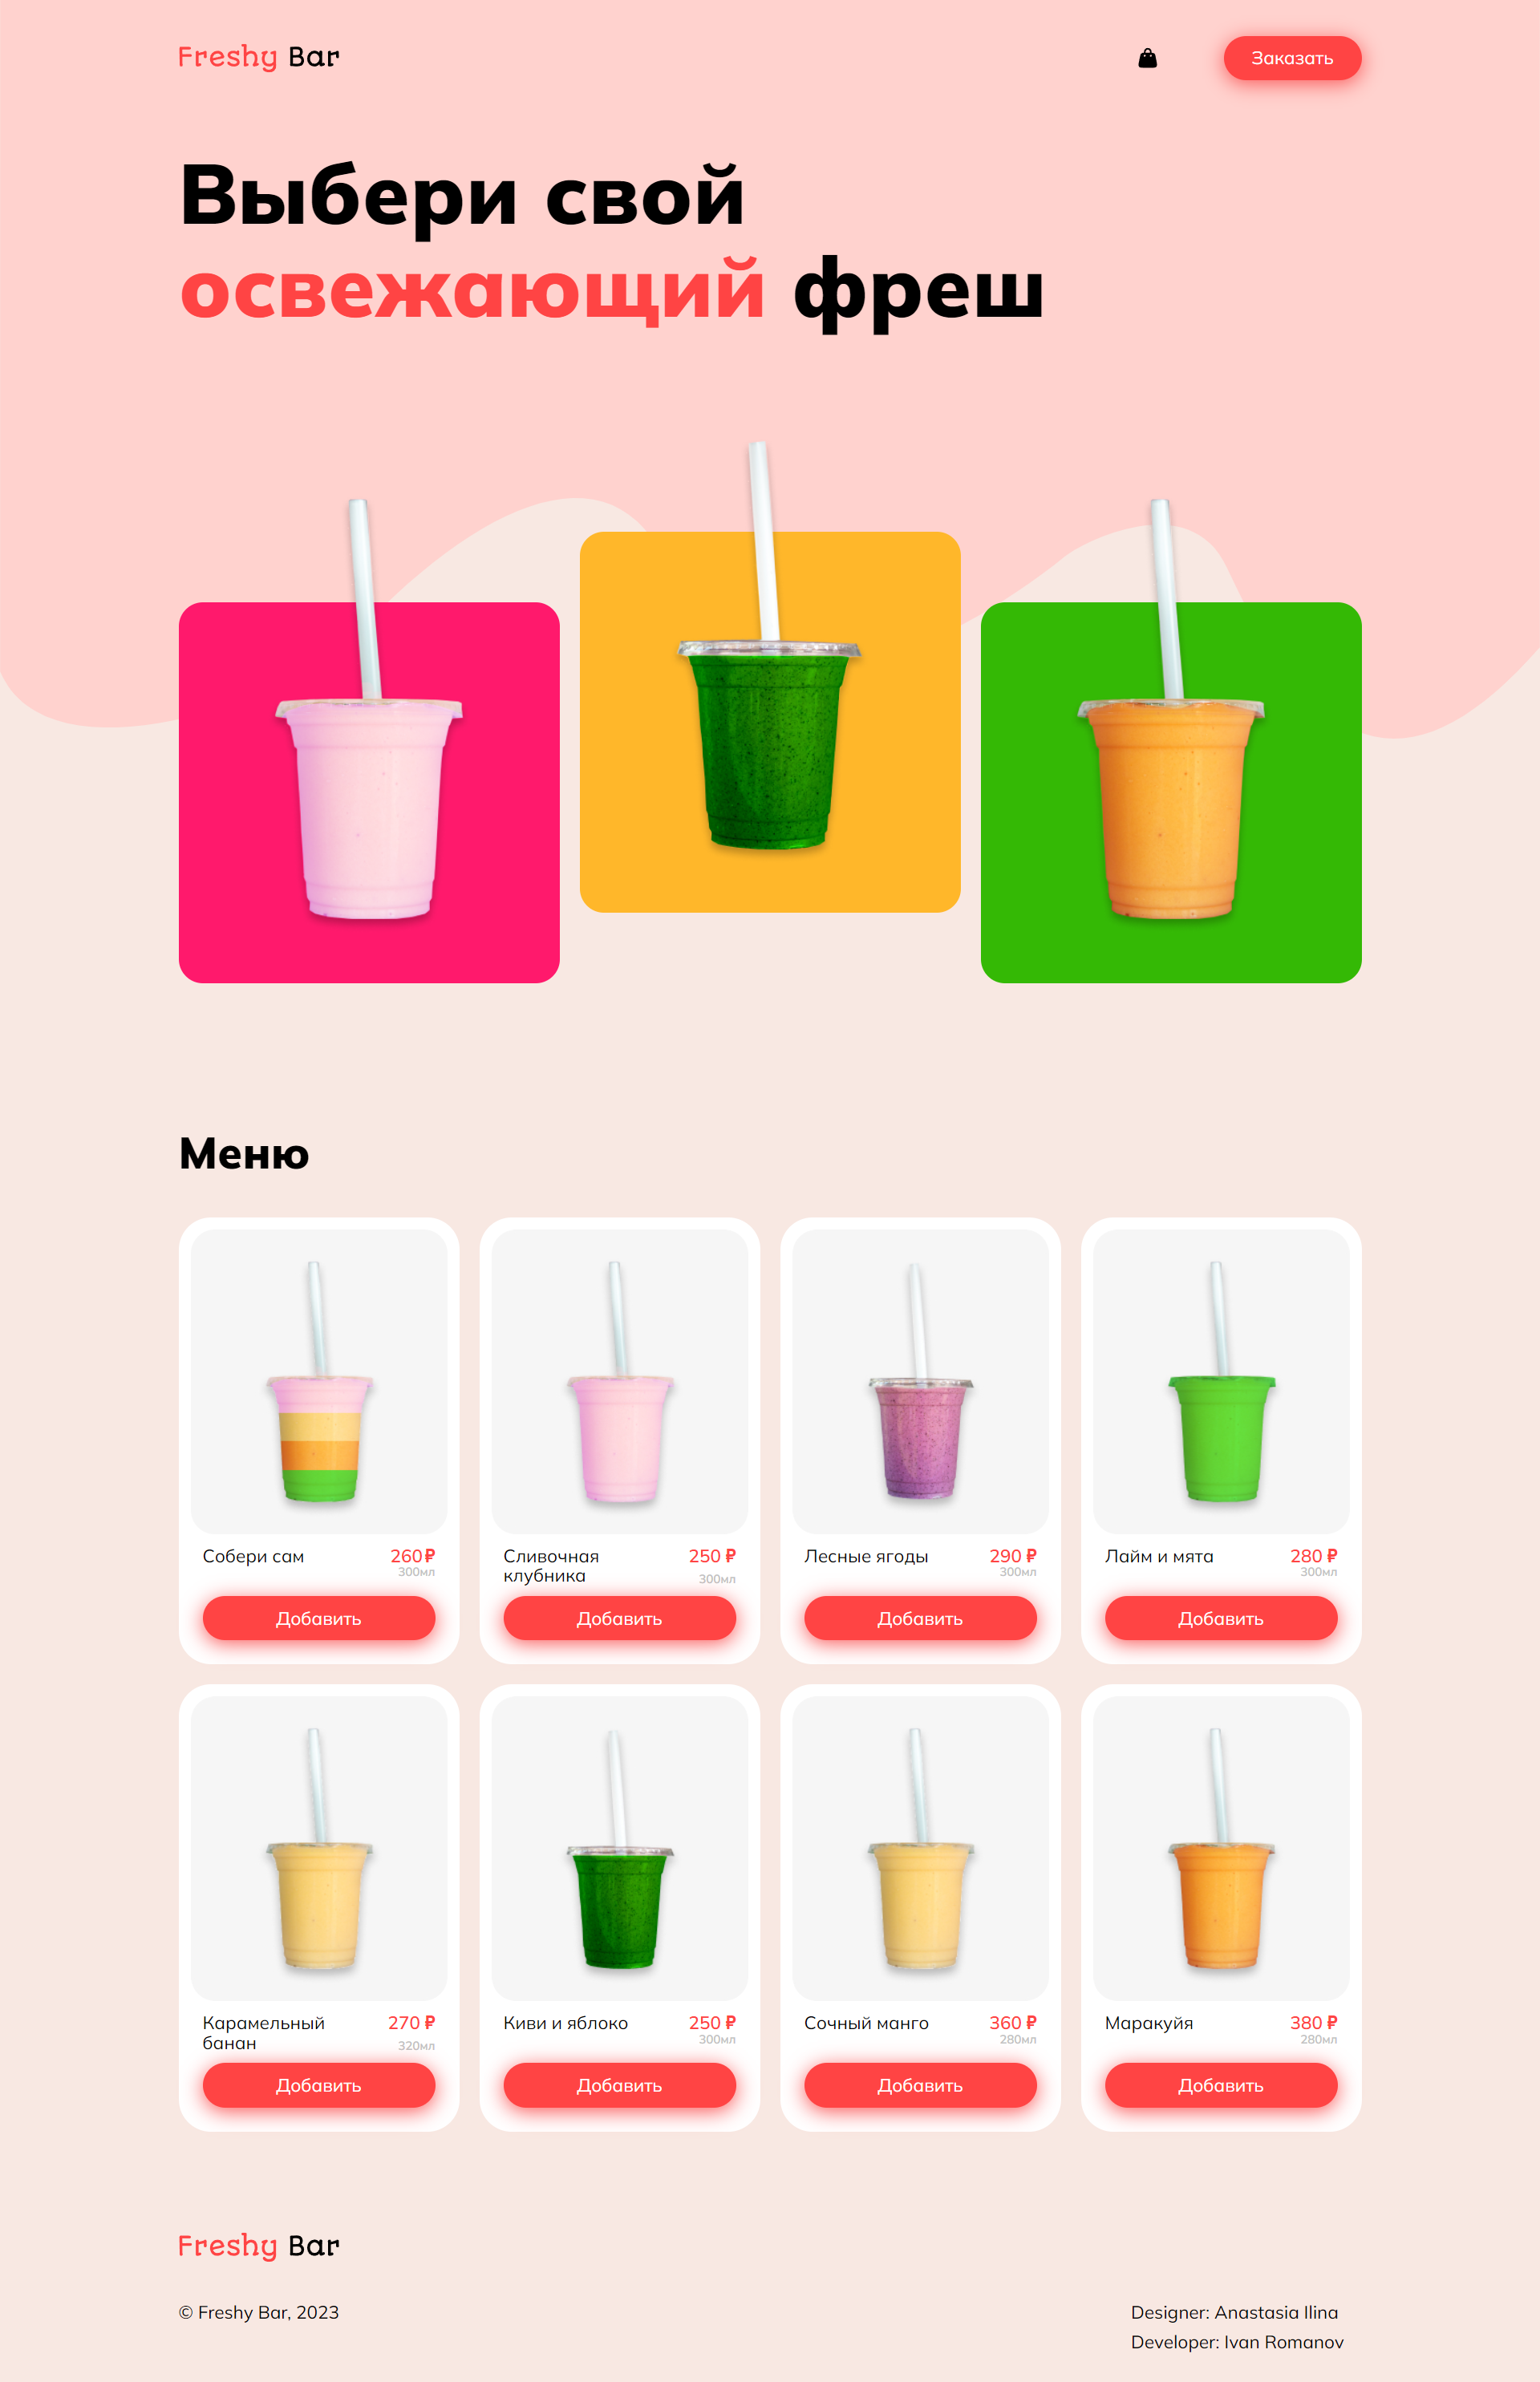 Freshy Bar
Заказать
Выбери свой
освежающий фреш
Меню
Собери сам 260 ₽
300мл
Добавить
Сливочная 250 ₽
клубника 300мл
Добавить
Лесные ягоды 290 ₽
300мл
Добавить
Лайм и мята 280 ₽
300мл
Добавить
Карамельный 270 ₽
банан 320мл
Добавить
Киви и яблоко 250 ₽
300мл
Добавить
Сочный манго 360 ₽
280мл
Добавить
Маракуйя 380 ₽
280мл
Добавить
Freshy Bar
© Freshy Bar, 2023
Designer: Anastasia Ilina
Developer: Ivan Romanov